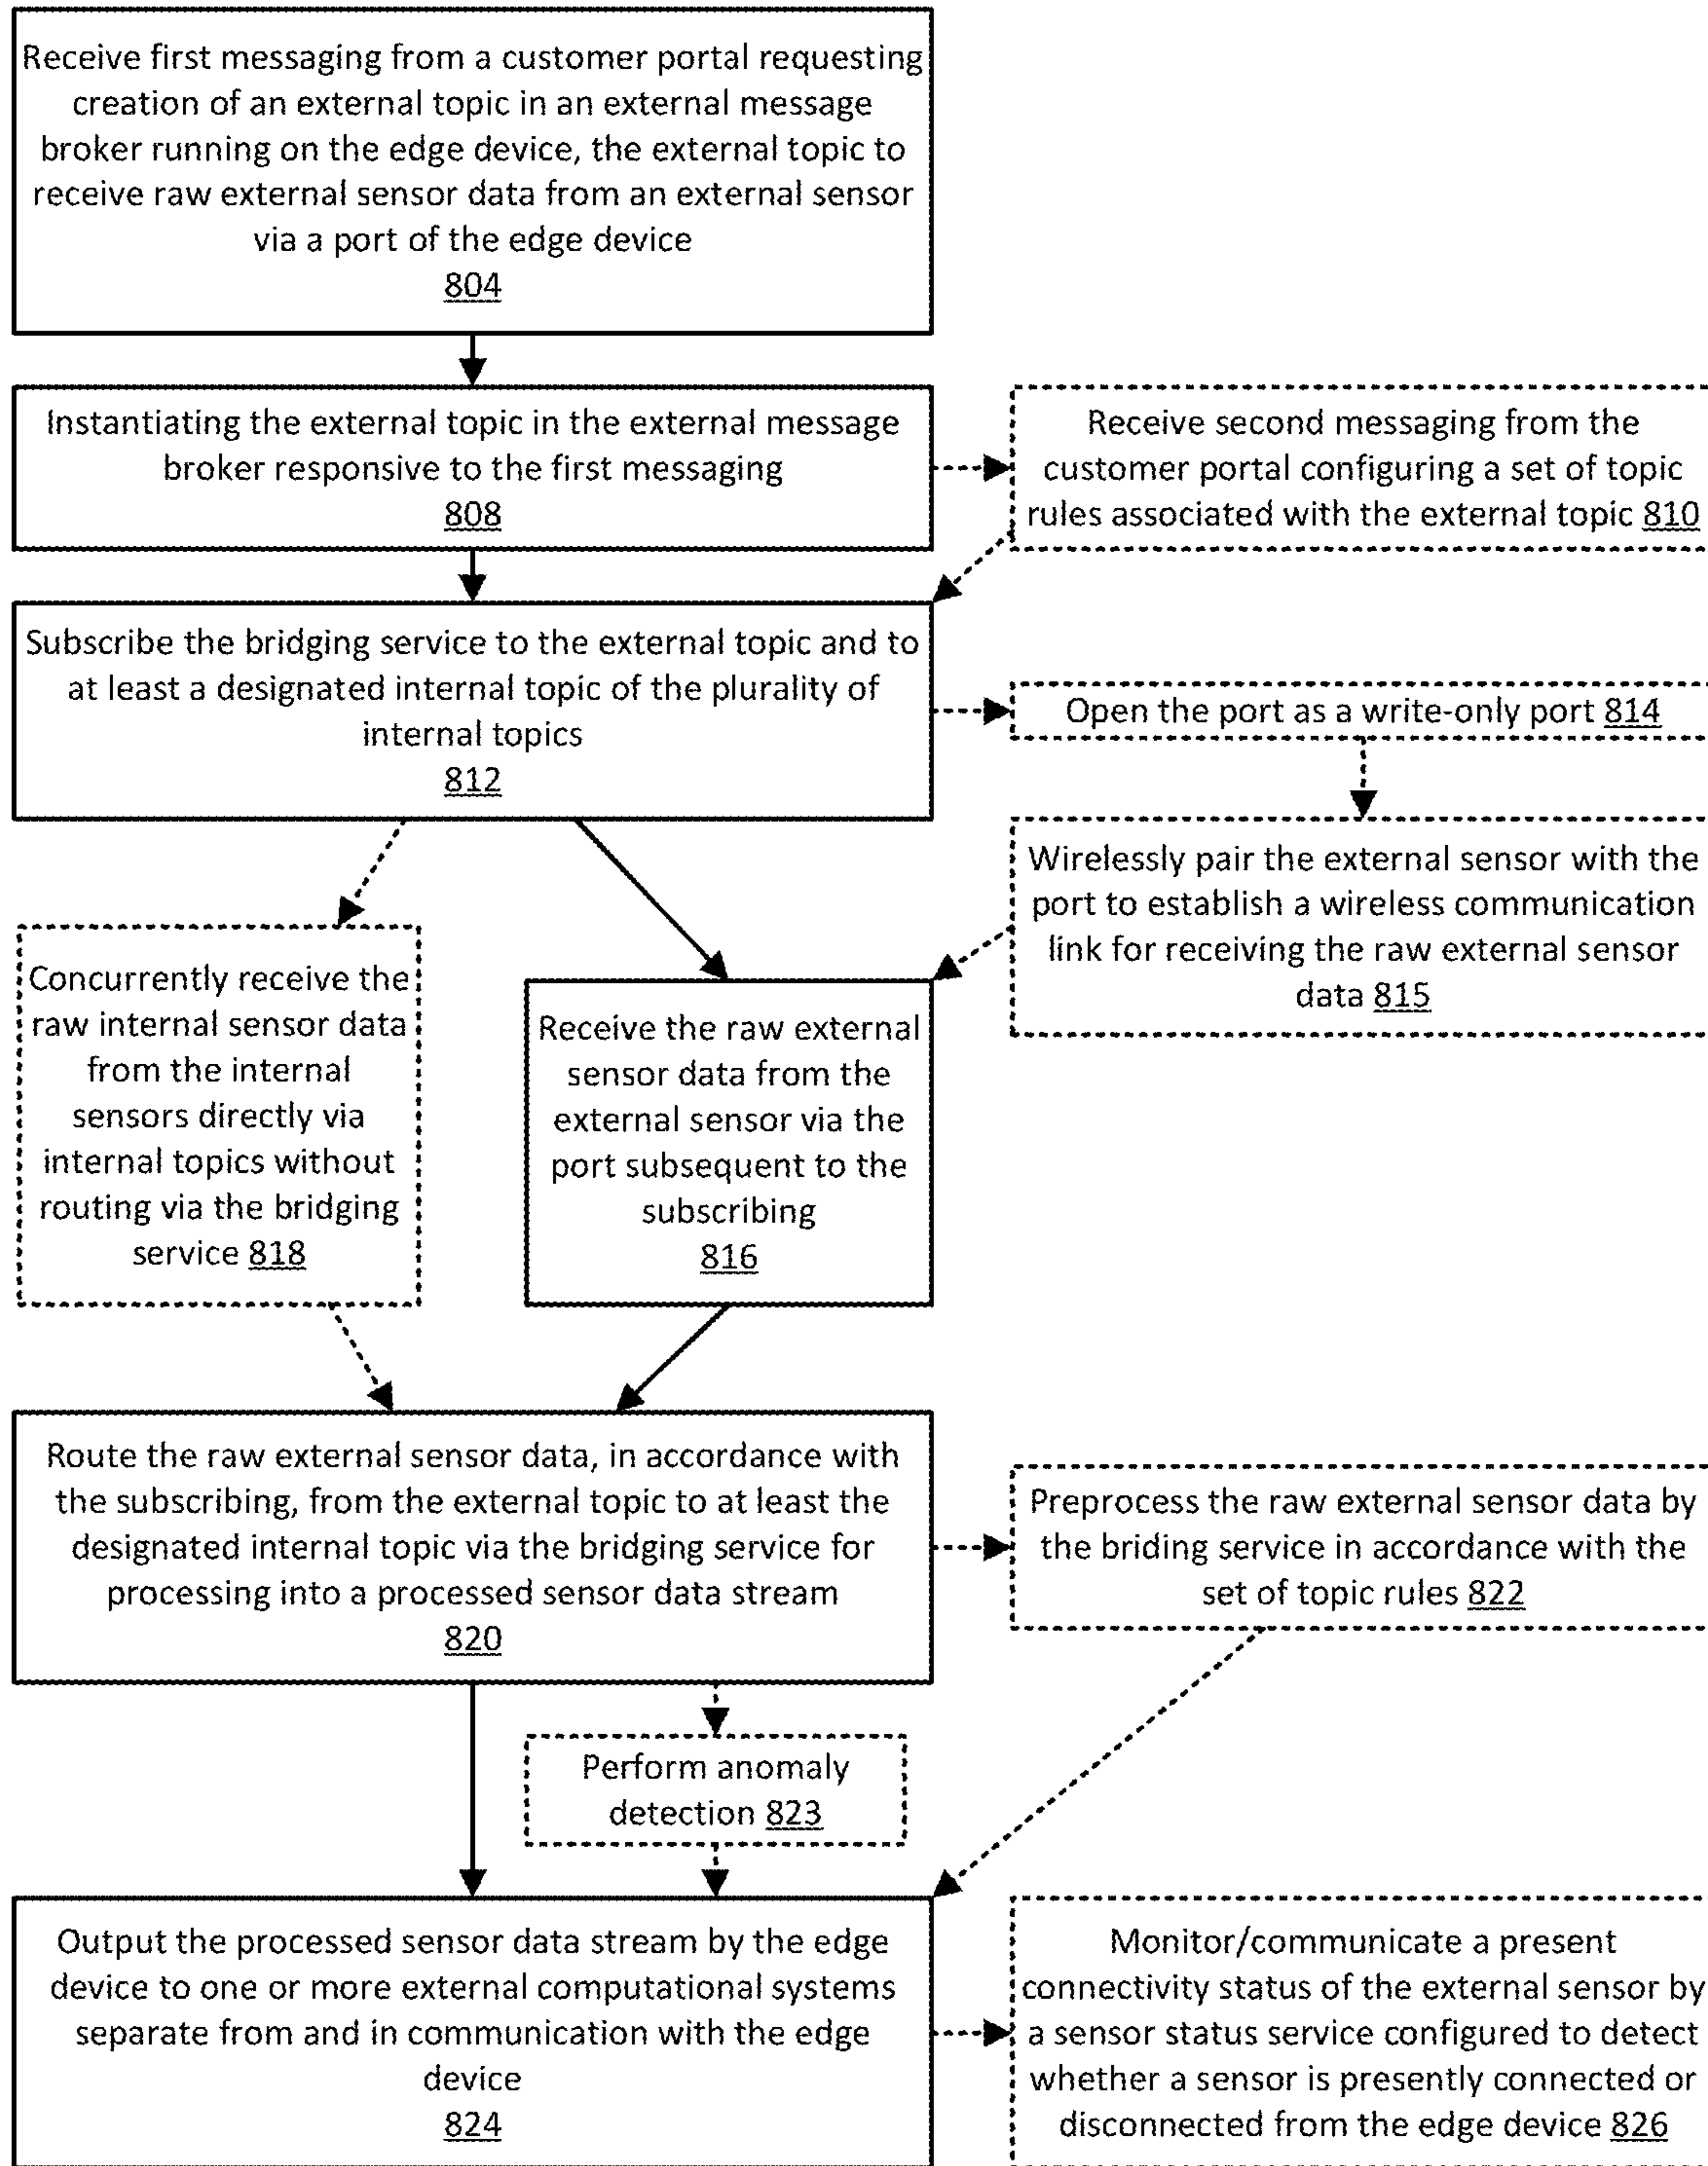 Receive first messaging from a customer portal requesting
creation of an external topic in an external message
broker running on the edge device, the external topic to
receive raw external sensor data from an external sensor
via a port of the edge device
804
Instantiating the external topic in the external message
broker responsive to the first messaging
808
Receive second messaging from the
customer portal configuring a set of topic
rules associated with the external topic 810
Subscribe the bridging service to the external topic and to
at least a designated internal topic of the plurality of
internal topics
812
Open the port as a write-only port 814
Wirelessly pair the external sensor with the
port to establish a wireless communication
link for receiving the raw external sensor
data 815
Concurrently receive the
raw internal sensor data
from the internal
sensors directly via
internal topics without
routing via the bridging
service 818
Receive the raw external
sensor data from the
external sensor via the
port subsequent to the
subscribing
816
Route the raw external sensor data, in accordance with
the subscribing, from the external topic to at least the
designated internal topic via the bridging service for
processing into a processed sensor data stream
820
Preprocess the raw external sensor data by
the briding service in accordance with the
set of topic rules 822
Perform anomaly
detection 823
Output the processed sensor data stream by the edge
device to one or more external computational systems
separate from and in communication with the edge
device
824
Monitor/communicate a present
connectivity status of the external sensor by
a sensor status service configured to detect
whether a sensor is presently connected or
disconnected from the edge device 826